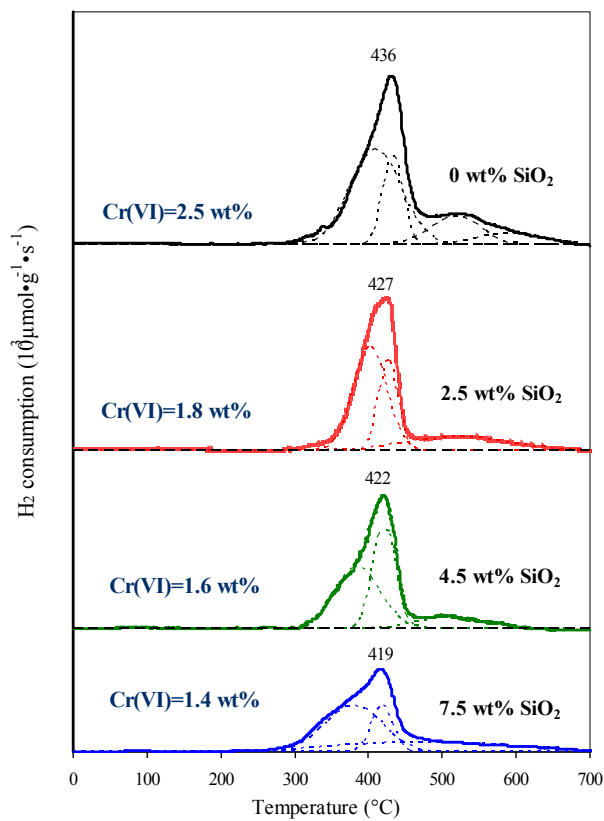 436
0 wt% SiO₂
Cr(VI)=2.5 wt%
427
2.5 wt% SiO₂
Cr(VI)=1.8 wt%
422
4.5 wt% SiO₂
Cr(VI)=1.6 wt%
419
Cr(VI)=1.4 wt%
7.5 wt% SiO₂
H₂ consumption (10³µmol•g⁻¹•s⁻¹)
0 100 200 300 400 500 600 700
Temperature (°C)